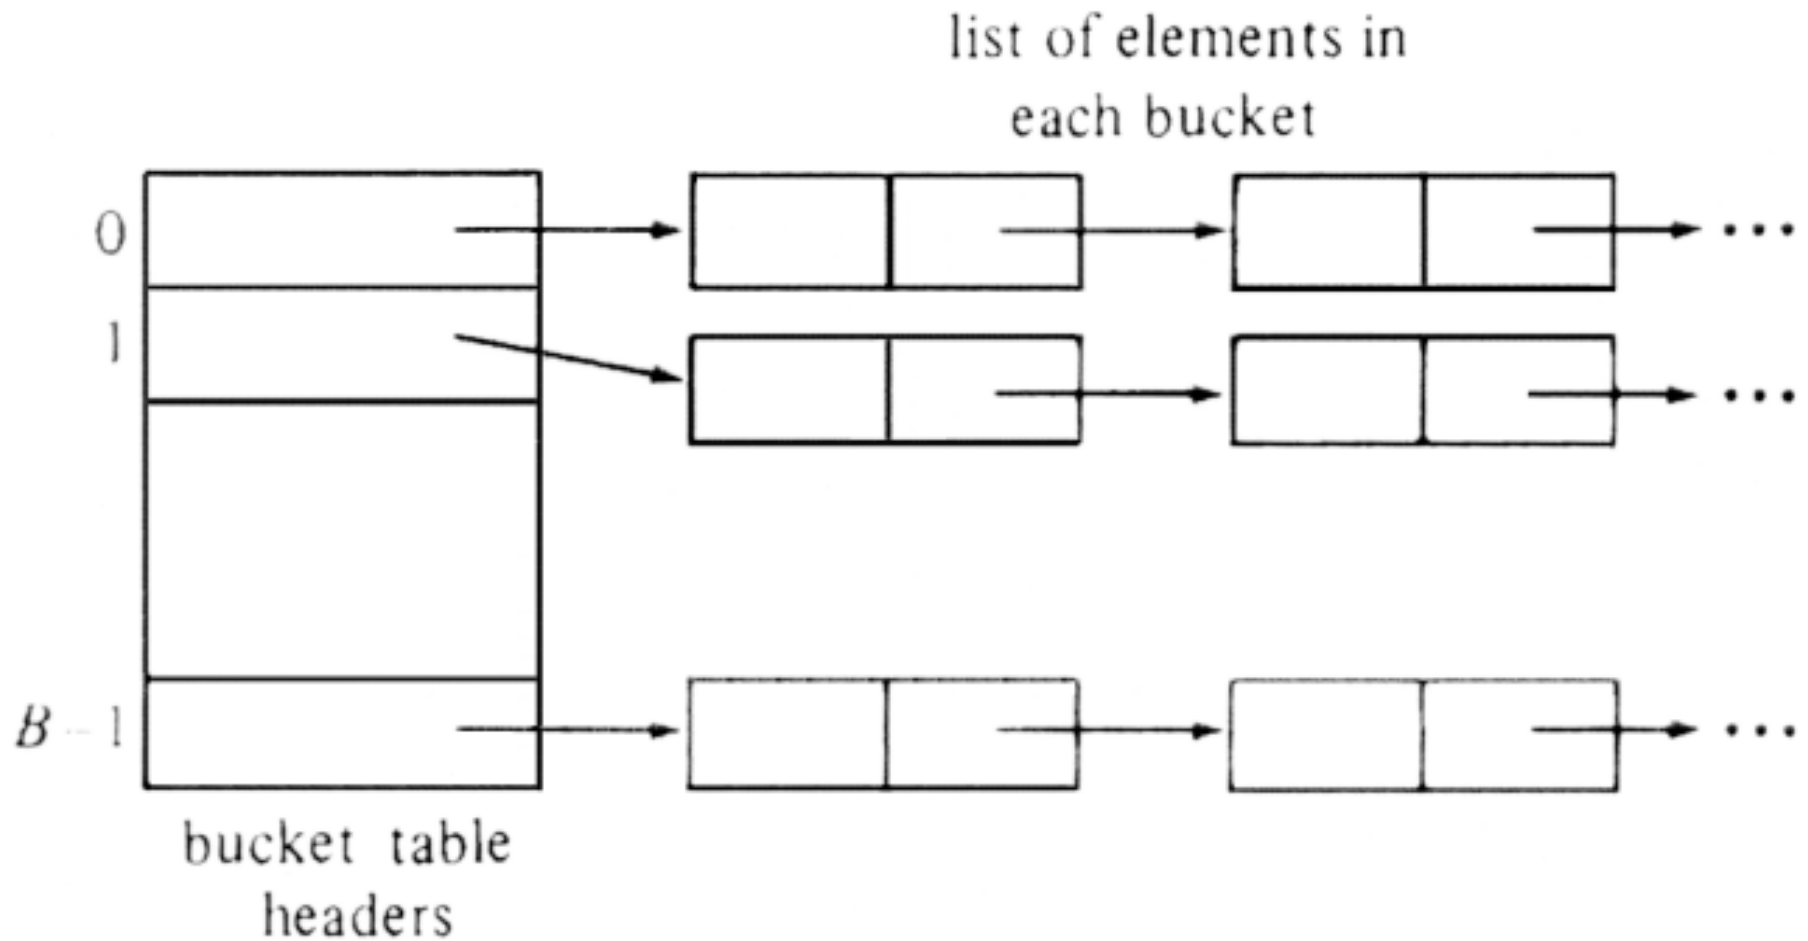 list of elements in
each bucket
0
1
B-1
...
...
...
bucket table
headers